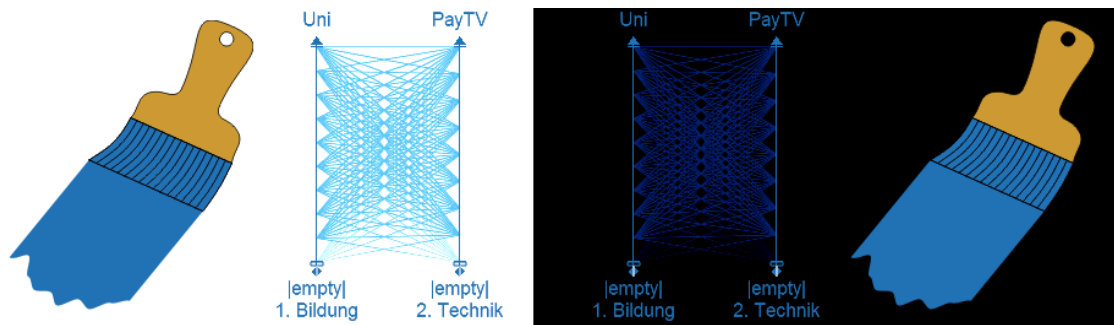 Uni PayTV
|empty| |empty|
1. Bildung 2. Technik
Uni PayTV
|empty| |empty|
1. Bildung 2. Technik